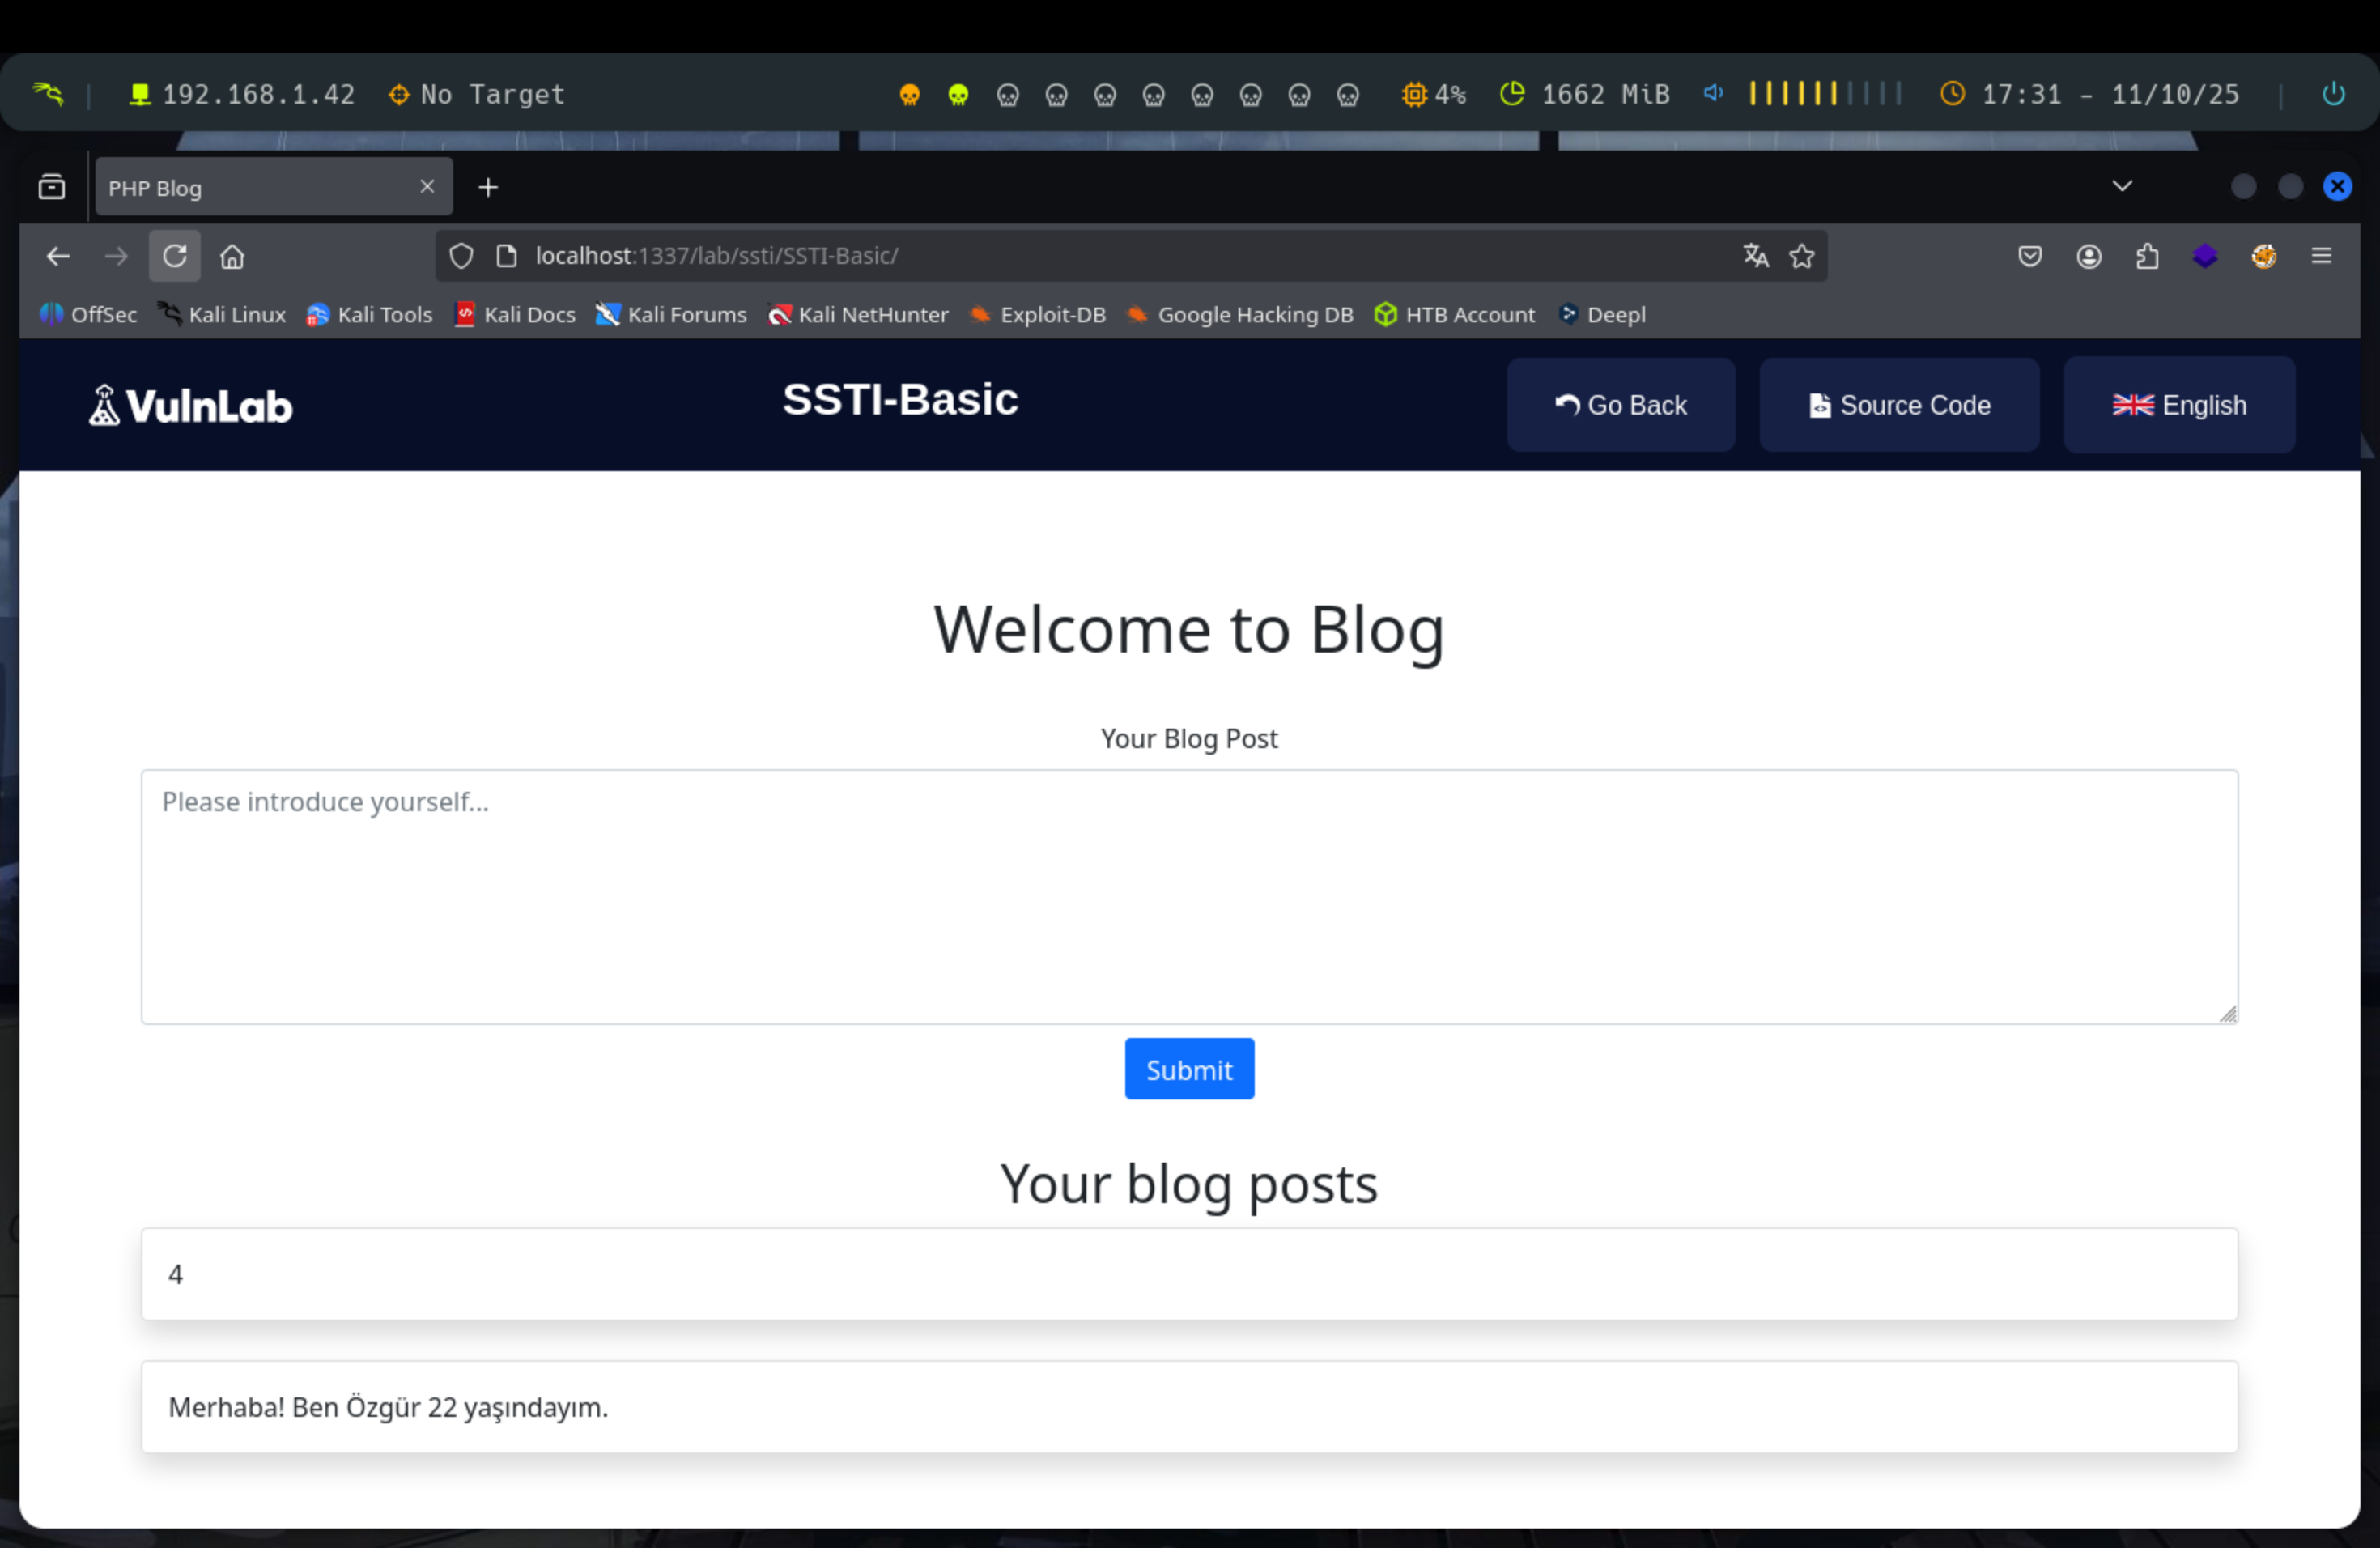 192.168.1.42 No Target 4% 1662 MiB 17:31 - 11/10/25
PHP Blog
localhost:1337/lab/ssti/SSTI-Basic/
OffSec Kali Linux Kali Tools Kali Docs Kali Forums Kali NetHunter Exploit-DB Google Hacking DB HTB Account Deepl
VulnLab SSTI-Basic Go Back Source Code English
Welcome to Blog
Your Blog Post
Please introduce yourself...
Submit
Your blog posts
4
Merhaba! Ben Özgür 22 yaşındayım.